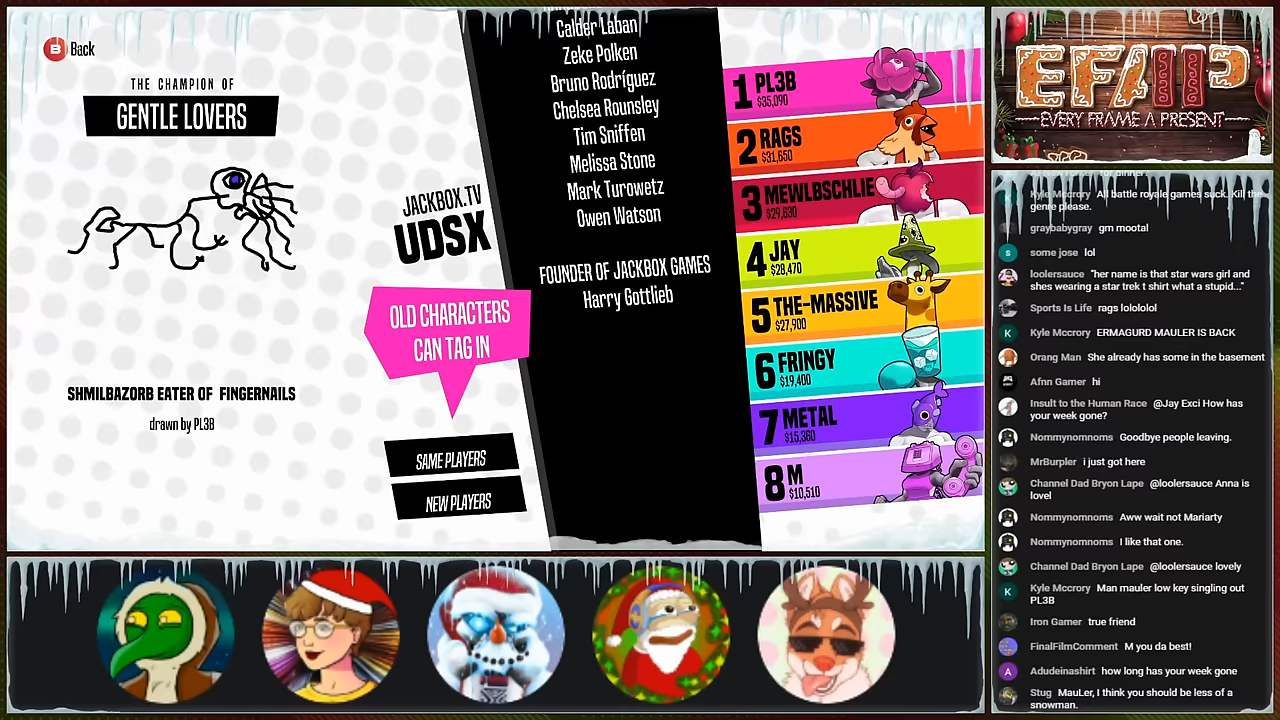 B Back
THE CHAMPION OF
GENTLE LOVERS
SHMILBAZORB EATER OF FINGERNAILS
drawn by PL3B
JACKBOX.TV
UDSX
OLD CHARACTERS
CAN TAG IN
SAME PLAYERS
NEW PLAYERS
Calder Laban
Zeke Polken
Bruno Rodríguez
Chelsea Rounsley
Tim Sniffen
Melissa Stone
Mark Turowetz
Owen Watson
FOUNDER OF JACKBOX GAMES
Harry Gottlieb
1 PL3B
$35,090
2 RAGS
$31,650
3 MEWLBSCHLIE
$29,630
4 JAY
$28,470
5 THE-MASSIVE
$27,900
6 FRINGY
$19,400
7 METAL
$15,360
8 M
$10,510
EFAP
EVERY FRAME A PRESENT
Kyle Mccrory All battle royale games suck. Kill the
genre please.
graybabygray gm mootal
some jose lol
loolersauce "her name is that star wars girl and
shes wearing a star trek t shirt what a stupid..."
Sports Is Life rags lolololol
Kyle Mccrory ERMAGURD MAULER IS BACK
Orang Man She already has some in the basement
Afnn Gamer hi
Insult to the Human Race @Jay Exci How has
your week gone?
Nommynomnoms Goodbye people leaving.
MrBurpler i just got here
Channel Dad Bryon Lape @loolersauce Anna is
lovel
Nommynomnoms Aww wait not Mariarty
Nommynomnoms I like that one.
Channel Dad Bryon Lape @loolersauce lovely
Kyle Mccrory Man mauler low key singling out
PL3B
Iron Gamer true friend
FinalFilmComment M you da best!
Adudeinashirt how long has your week gone
Stug MauLer, I think you should be less of a
snowman.